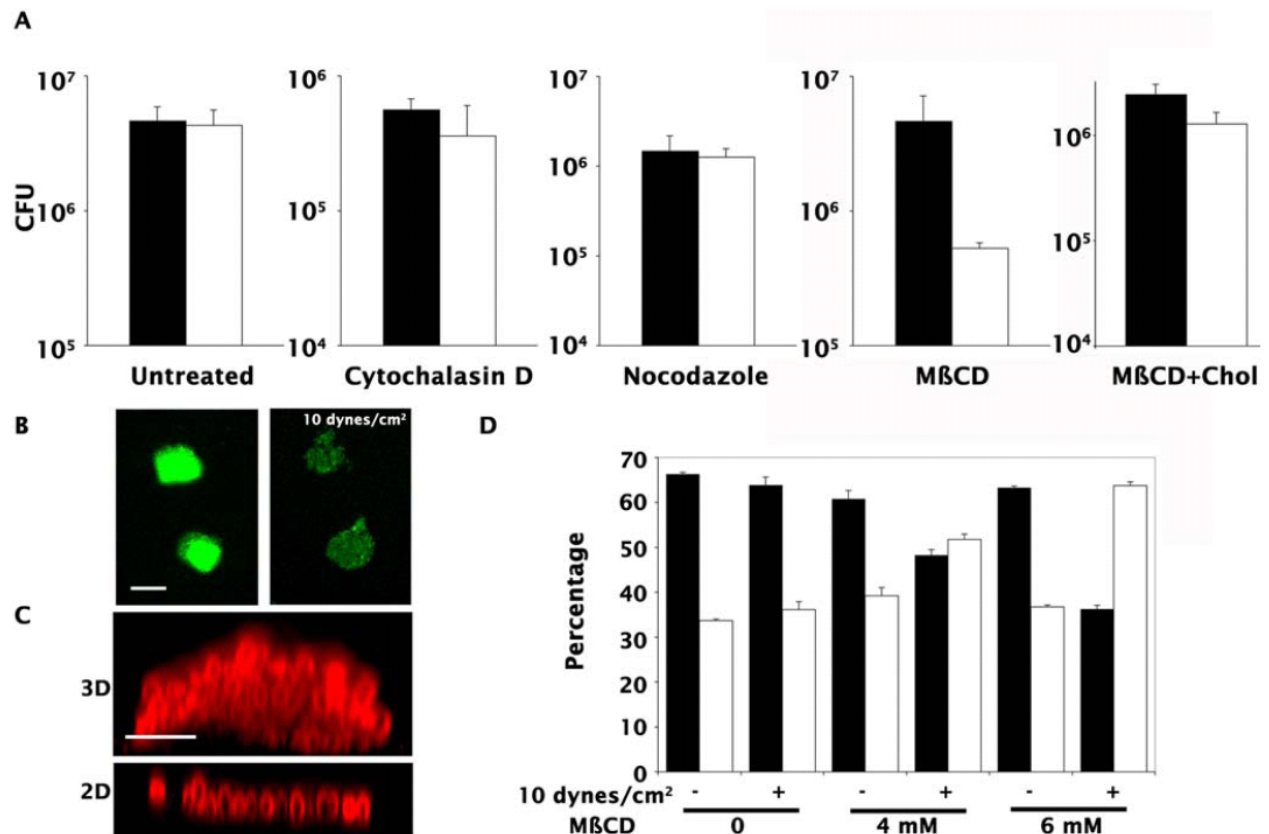 A
CFU
10⁷
10⁶
10⁵
Untreated
10⁶
10⁵
10⁴
Cytochalasin D
10⁷
10⁶
10⁵
10⁴
Nocodazole
10⁷
10⁶
10⁵
MßCD
10⁶
10⁵
10⁴
MßCD+Chol
B
10 dynes/cm²
C
3D
2D
D
Percentage
70
60
50
40
30
20
10
0
10 dynes/cm² - + - + - +
MßCD 0 4 mM 6 mM